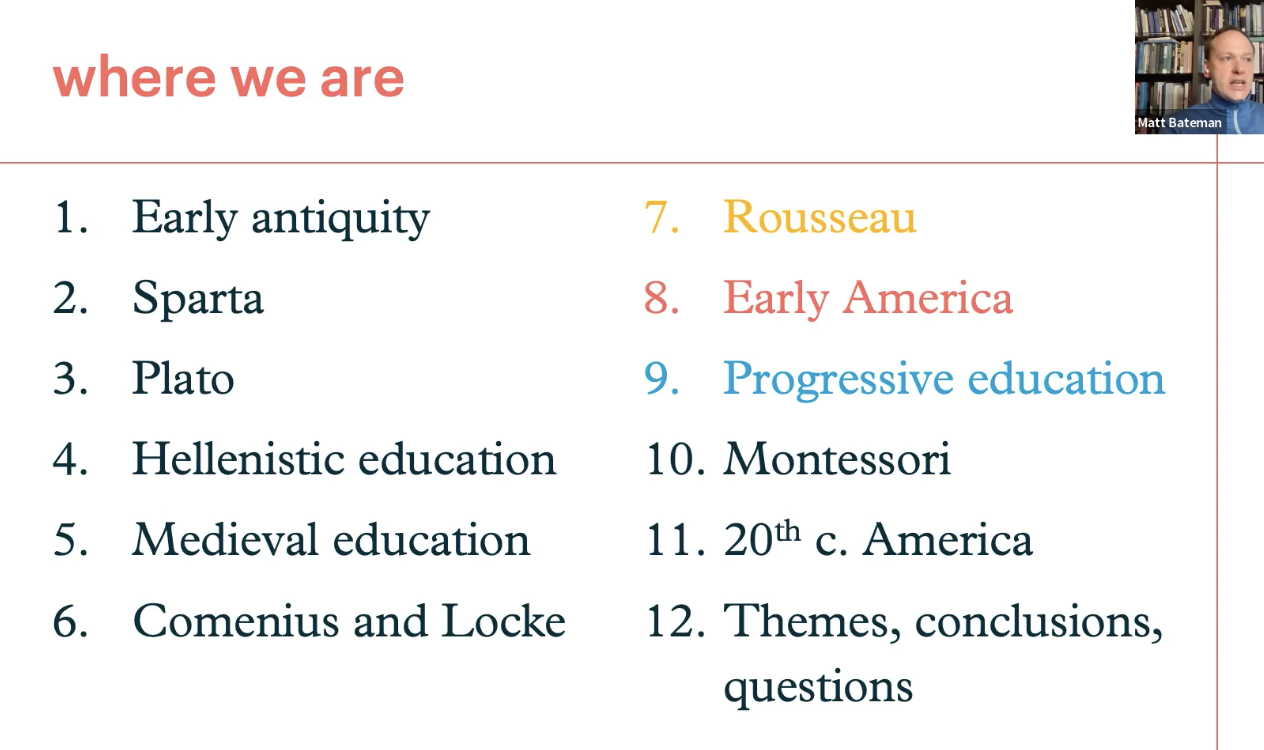 where we are
Matt Bateman
1. Early antiquity
2. Sparta
3. Plato
4. Hellenistic education
5. Medieval education
6. Comenius and Locke
7. Rousseau
8. Early America
9. Progressive education
10. Montessori
11. 20th c. America
12. Themes, conclusions,
questions